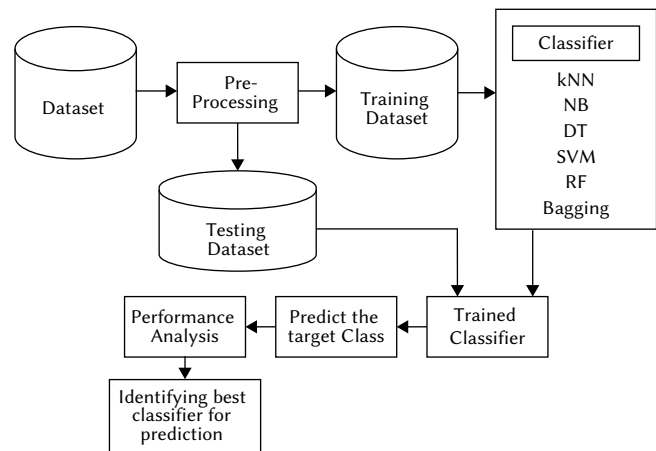 Dataset
Pre-
Processing
Training
Dataset
Classifier
kNN
NB
DT
SVM
RF
Bagging
Testing
Dataset
Trained
Classifier
Predict the
target Class
Performance
Analysis
Identifying best
classifier for
prediction